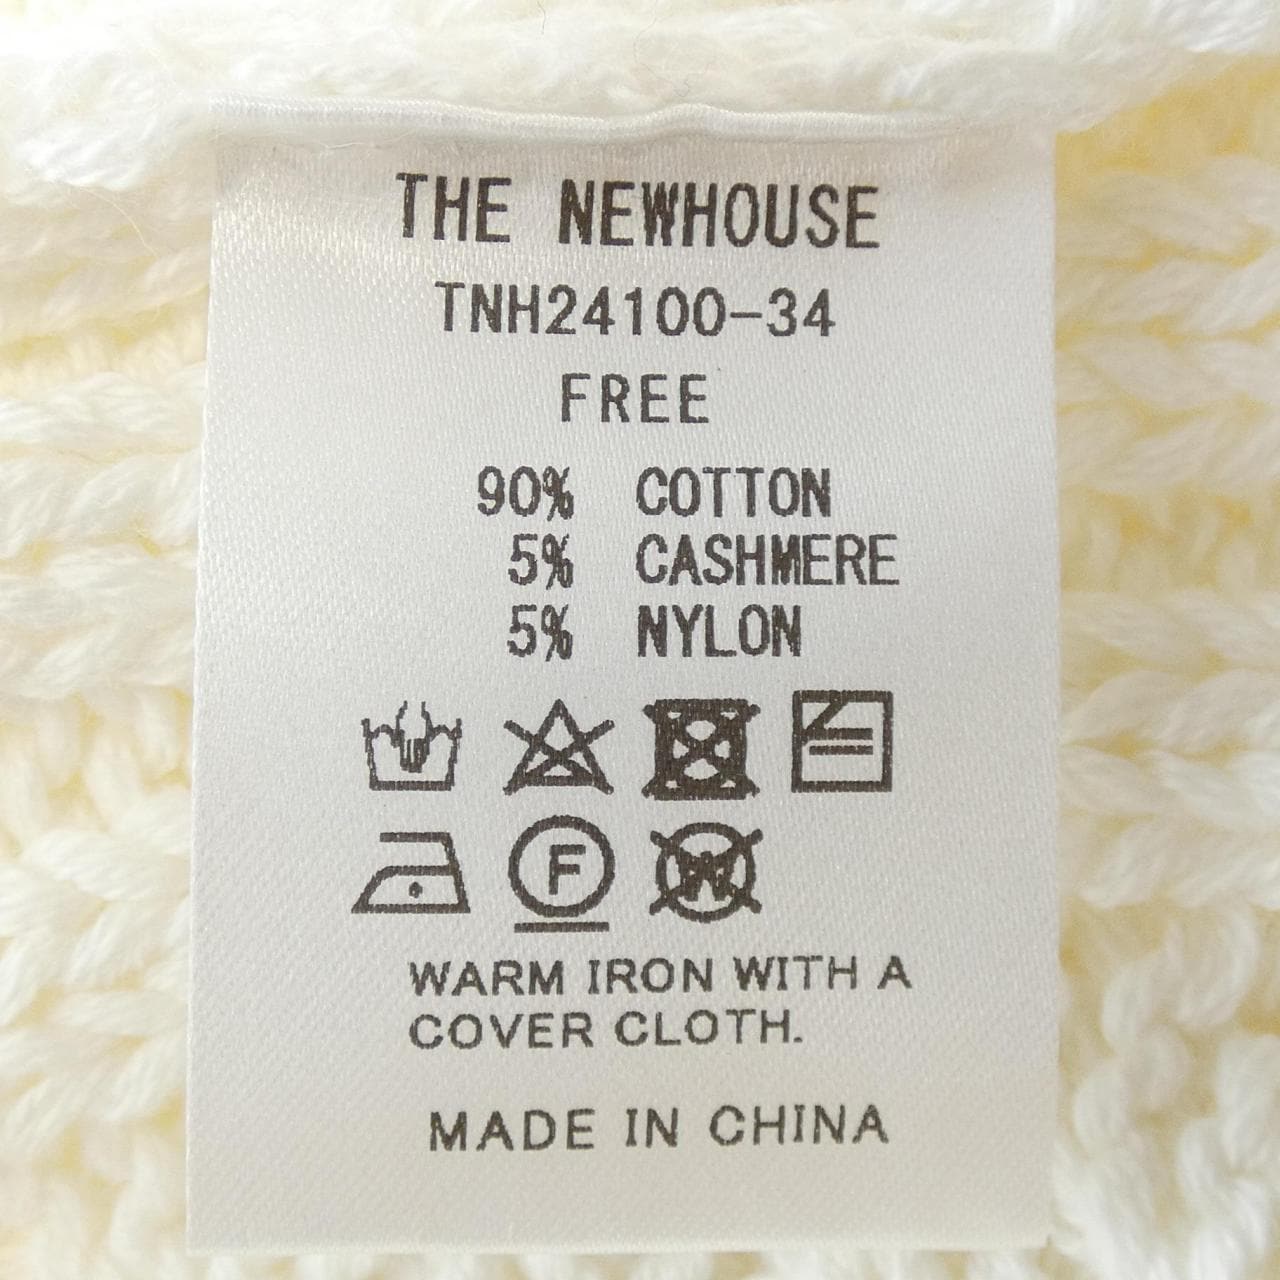 THE NEWHOUSE
TNH24100-34
FREE
90% COTTON
5% CASHMERE
5% NYLON
F
W
WARM IRON WITH A
COVER CLOTH.
MADE IN CHINA